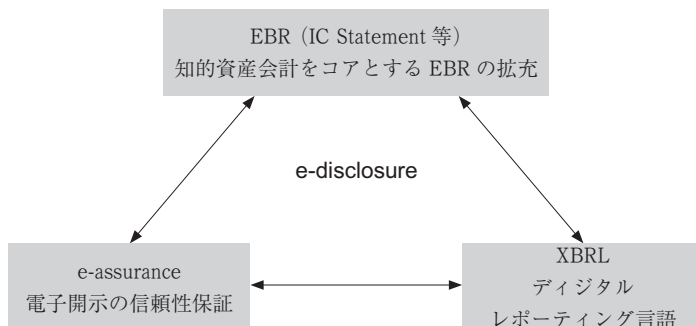 EBR（IC Statement 等）
知的資産会計をコアとする EBR の拡充
e-disclosure
e-assurance
電子開示の信頼性保証
XBRL
ディジタル
レポーティング言語